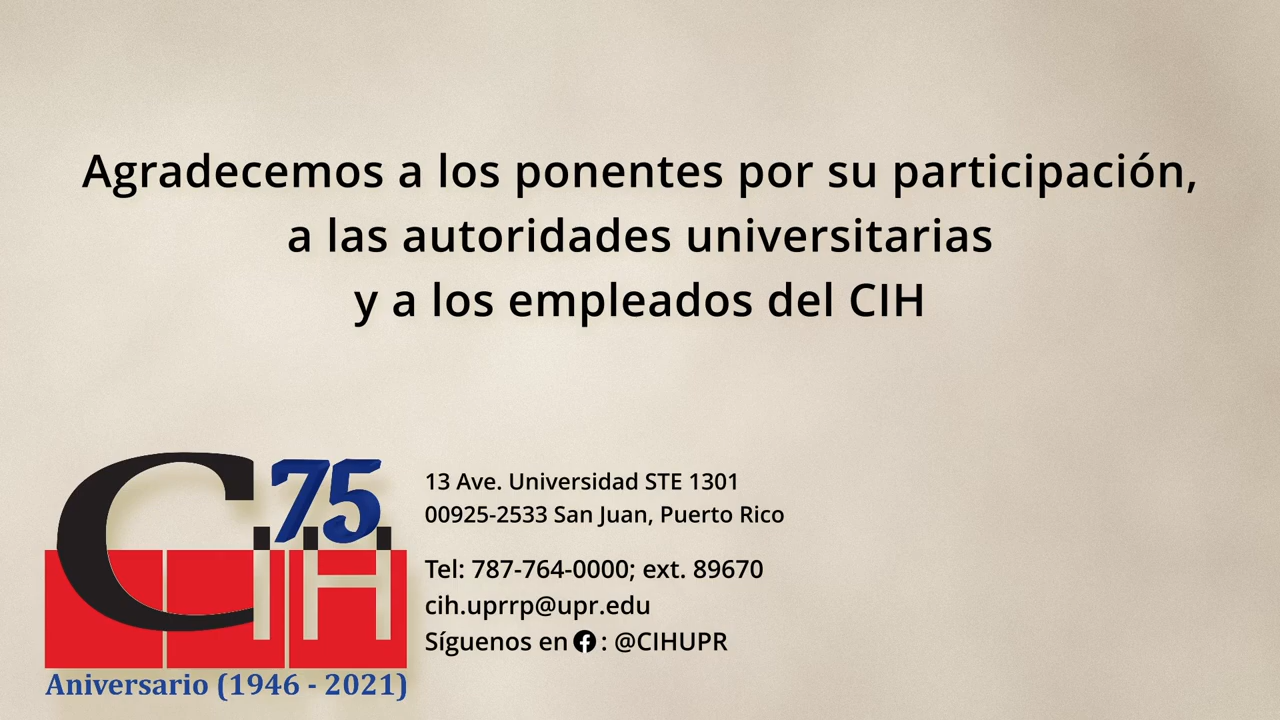 Agradecemos a los ponentes por su participación,
a las autoridades universitarias
y a los empleados del CIH
CIH
75
Aniversario (1946 - 2021)
13 Ave. Universidad STE 1301
00925-2533 San Juan, Puerto Rico
Tel: 787-764-0000; ext. 89670
cih.uprrp@upr.edu
Síguenos en : @CIHUPR